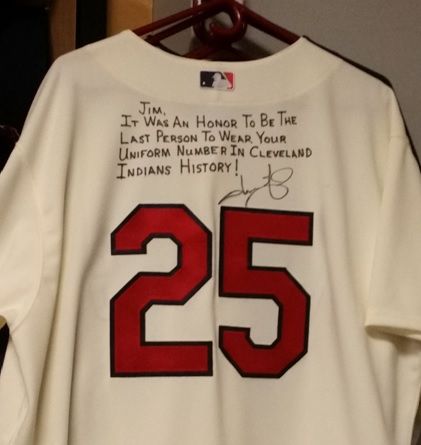 JIM,
IT WAS AN HONOR TO BE THE
LAST PERSON TO WEAR YOUR
UNIFORM NUMBER IN CLEVELAND
INDIANS HISTORY!
25